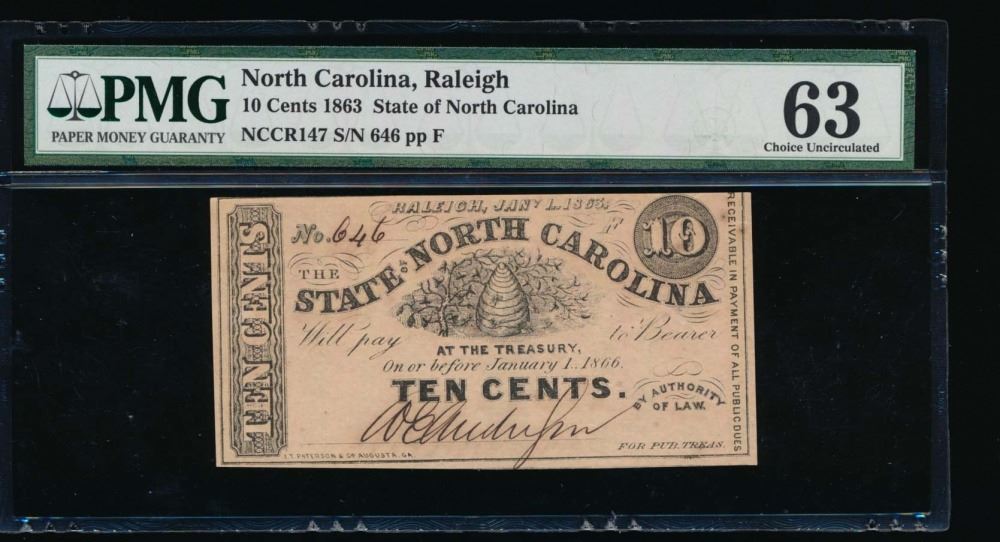 PMG
PAPER MONEY GUARANTY
North Carolina, Raleigh
10 Cents 1863 State of North Carolina
NCCR147 S/N 646 pp F
63
Choice Uncirculated
RALEIGH, JANY 1, 1863.
No. 646
F
10
THE
STATE OF NORTH CAROLINA
Will pay to Bearer
AT THE TREASURY,
On or before January 1, 1866.
TEN CENTS.
BY AUTHORITY
OF LAW.
FOR PUB. TREAS.
J.T. PATERSON & CO AUGUSTA, GA
TEN CENTS
RECEIVABLE IN PAYMENT OF ALL PUBLIC DUES